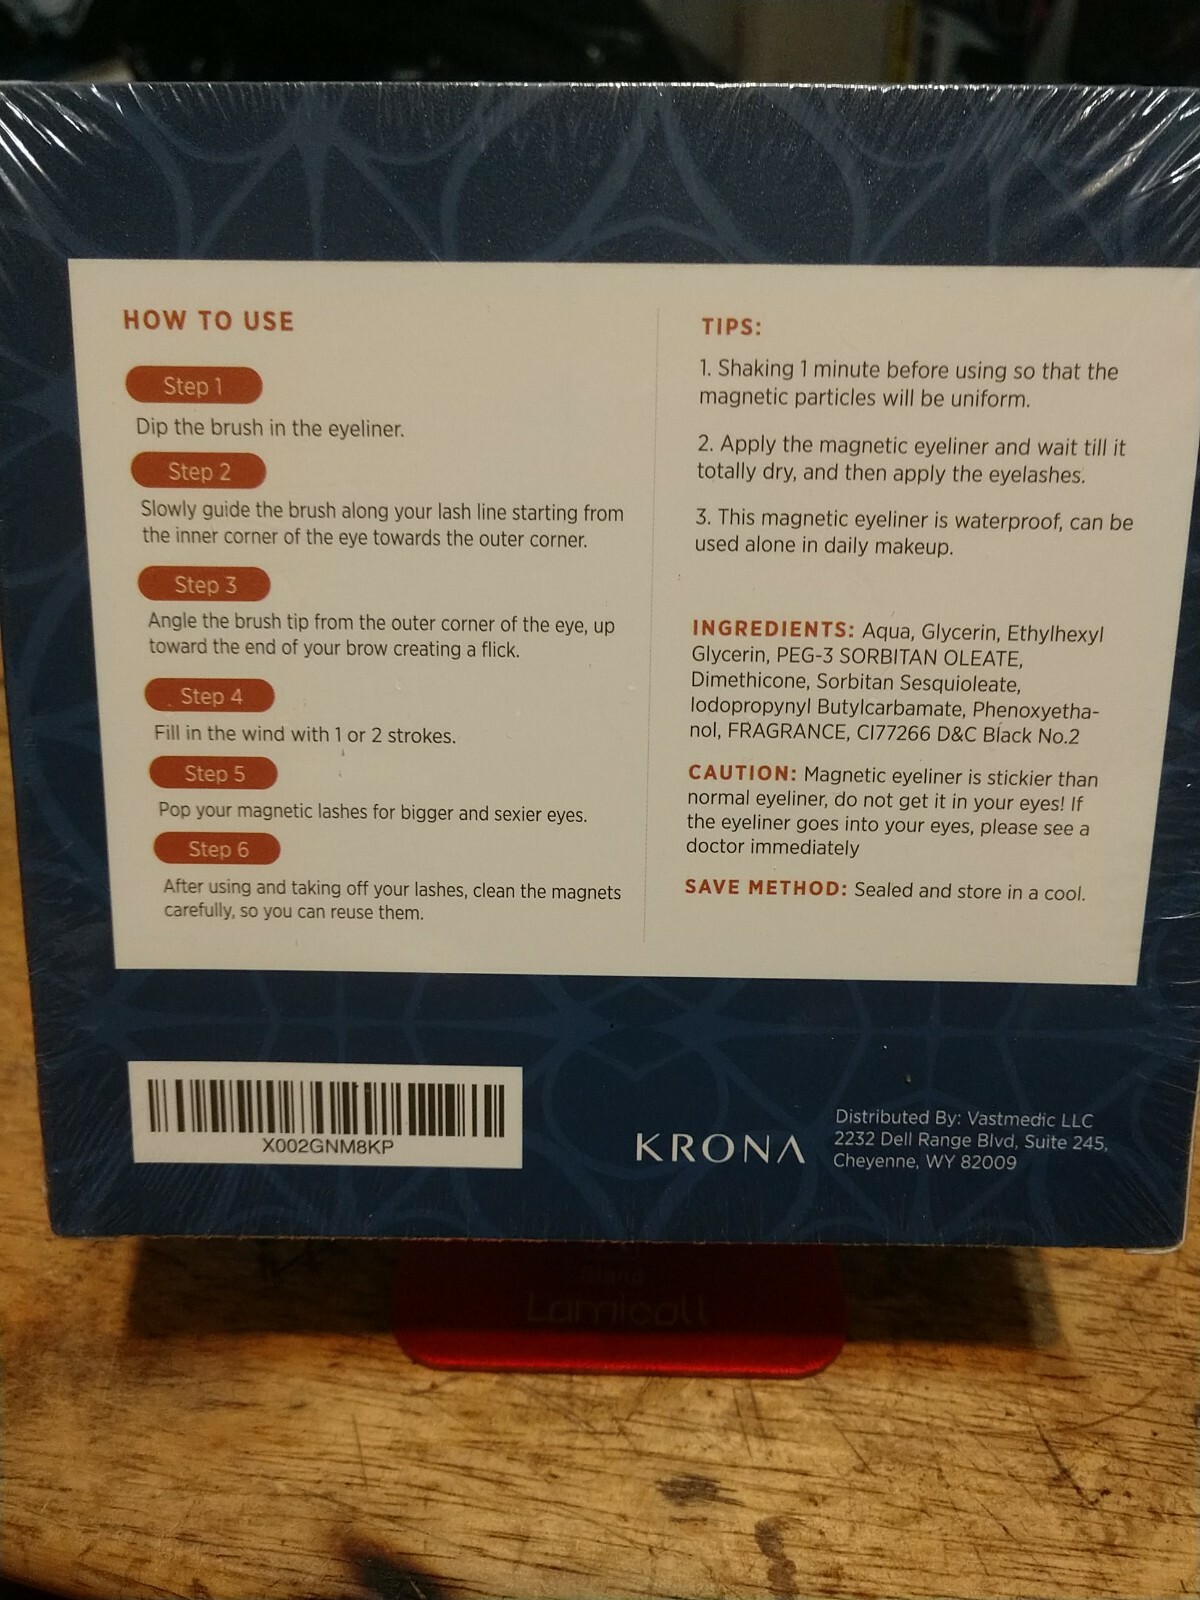 HOW TO USE
Step 1
Dip the brush in the eyeliner.
Step 2
Slowly guide the brush along your lash line starting from
the inner corner of the eye towards the outer corner.
Step 3
Angle the brush tip from the outer corner of the eye, up
toward the end of your brow creating a flick.
Step 4
Fill in the wind with 1 or 2 strokes.
Step 5
Pop your magnetic lashes for bigger and sexier eyes.
Step 6
After using and taking off your lashes, clean the magnets
carefully, so you can reuse them.
TIPS:
1. Shaking 1 minute before using so that the
magnetic particles will be uniform.
2. Apply the magnetic eyeliner and wait till it
totally dry, and then apply the eyelashes.
3. This magnetic eyeliner is waterproof, can be
used alone in daily makeup.
INGREDIENTS: Aqua, Glycerin, Ethylhexyl
Glycerin, PEG-3 SORBITAN OLEATE,
Dimethicone, Sorbitan Sesquioleate,
Iodopropynyl Butylcarbamate, Phenoxyetha-
nol, FRAGRANCE, CI77266 D&C Black No.2
CAUTION: Magnetic eyeliner is stickier than
normal eyeliner, do not get it in your eyes! If
the eyeliner goes into your eyes, please see a
doctor immediately
SAVE METHOD: Sealed and store in a cool.
X002GNM8KP
KRONA
Distributed By: Vastmedic LLC
2232 Dell Range Blvd, Suite 245,
Cheyenne, WY 82009
Stand
Lamicall